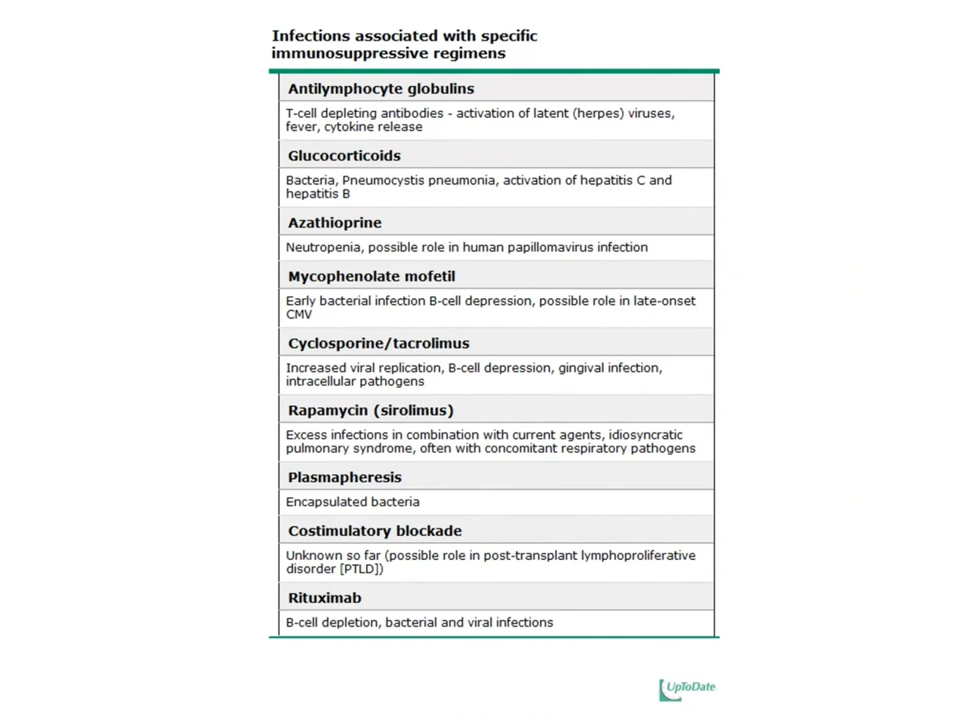 Infections associated with specific
immunosuppressive regimens
Antilymphocyte globulins
T-cell depleting antibodies - activation of latent (herpes) viruses,
fever, cytokine release
Glucocorticoids
Bacteria, Pneumocystis pneumonia, activation of hepatitis C and
hepatitis B
Azathioprine
Neutropenia, possible role in human papillomavirus infection
Mycophenolate mofetil
Early bacterial infection B-cell depression, possible role in late-onset
CMV
Cyclosporine/tacrolimus
Increased viral replication, B-cell depression, gingival infection,
intracellular pathogens
Rapamycin (sirolimus)
Excess infections in combination with current agents, idiosyncratic
pulmonary syndrome, often with concomitant respiratory pathogens
Plasmapheresis
Encapsulated bacteria
Costimulatory blockade
Unknown so far (possible role in post-transplant lymphoproliferative
disorder [PTLD])
Rituximab
B-cell depletion, bacterial and viral infections
UpToDate